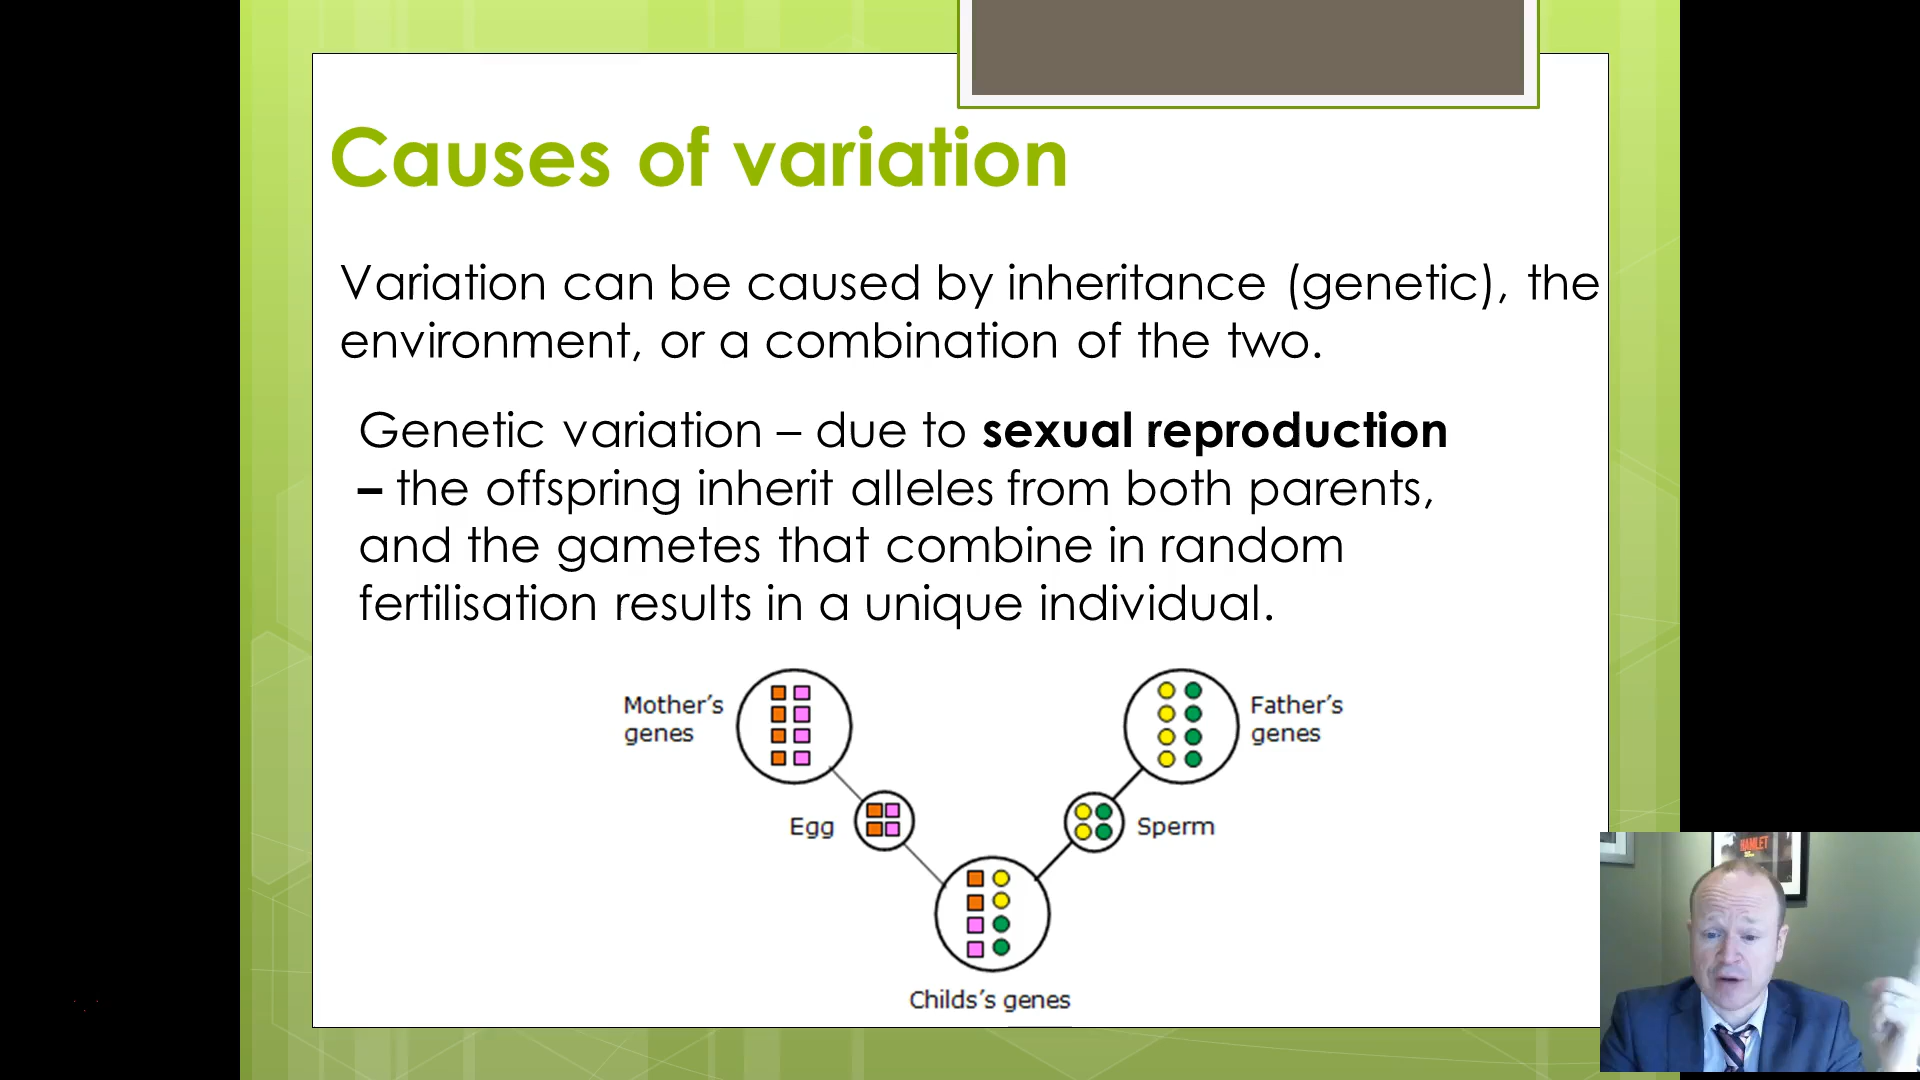 Causes of variation
Variation can be caused by inheritance (genetic), the
environment, or a combination of the two.
Genetic variation – due to sexual reproduction
– the offspring inherit alleles from both parents,
and the gametes that combine in random
fertilisation results in a unique individual.
Mother's
genes
Father's
genes
Egg
Sperm
Childs's genes
HAMLET